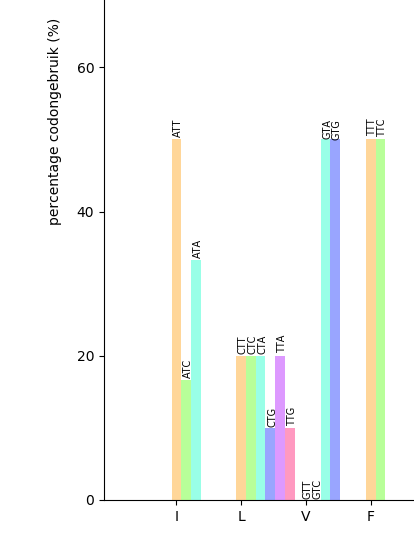 percentage codongebruik (%)
60
40
20
0
ATT
ATC
ATA
CTT
CTC
CTA
CTG
TTA
TTG
GTT
GTC
GTA
GTG
TTT
TTC
I L V F